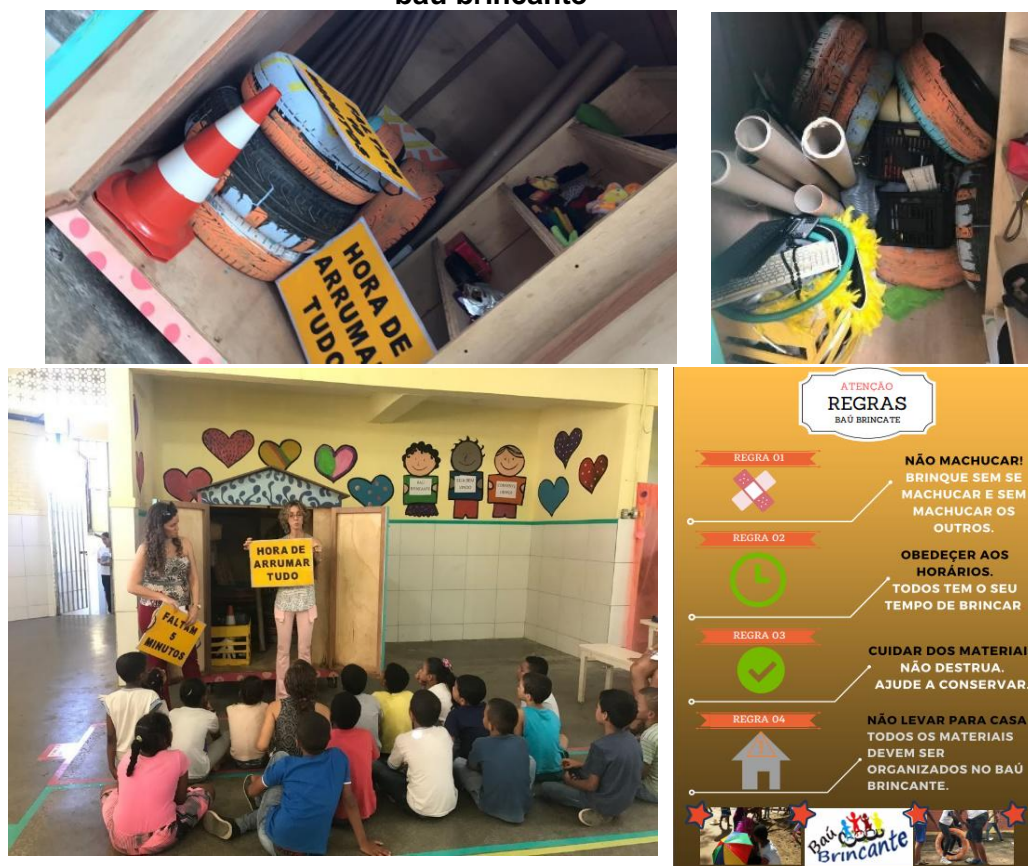 baú brincante
HORA DE
ARRUMAR
TUDO
HORA DE
ARRUMAR
TUDO
FALTAM
5
MINUTOS
ATENÇÃO
REGRAS
BAÚ BRINCATE
REGRA 01
NÃO MACHUCAR!
BRINQUE SEM SE
MACHUCAR E SEM
MACHUCAR OS
OUTROS.
REGRA 02
OBEDEÇER AOS
HORÁRIOS.
TODOS TEM O SEU
TEMPO DE BRINCAR
REGRA 03
CUIDAR DOS MATERIAI
NÃO DESTRUA.
AJUDE A CONSERVAR.
REGRA 04
NÃO LEVAR PARA CASA
TODOS OS MATERIAIS
DEVEM SER
ORGANIZADOS NO BAÚ
BRINCANTE.
Baú
Brincante